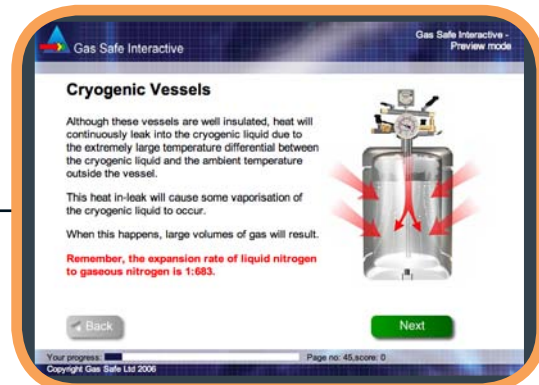 Gas Safe Interactive
Gas Safe Interactive -
Preview mode
Cryogenic Vessels
Although these vessels are well insulated, heat will
continuously leak into the cryogenic liquid due to
the extremely large temperature differential between
the cryogenic liquid and the ambient temperature
outside the vessel.
This heat in-leak will cause some vaporisation of
the cryogenic liquid to occur.
When this happens, large volumes of gas will result.
Remember, the expansion rate of liquid nitrogen
to gaseous nitrogen is 1:683.
Back
Next
Your progress:
Page no: 45,score: 0
Copyright Gas Safe Ltd 2006